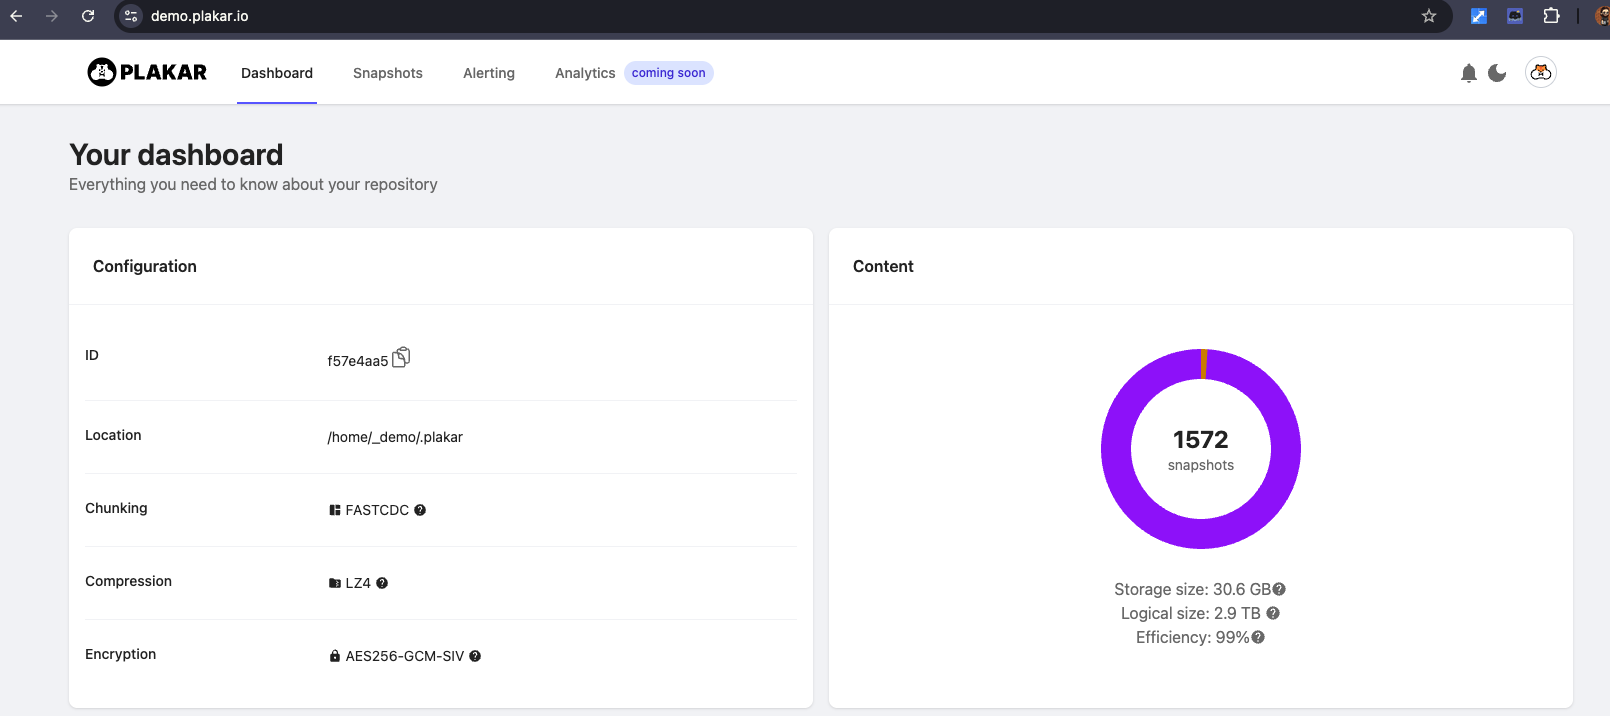 demo.plakar.io
PLAKAR Dashboard Snapshots Alerting Analytics coming soon
Your dashboard
Everything you need to know about your repository
Configuration
ID f57e4aa5
Location /home/_demo/.plakar
Chunking FASTCDC
Compression LZ4
Encryption AES256-GCM-SIV
Content
1572
snapshots
Storage size: 30.6 GB
Logical size: 2.9 TB
Efficiency: 99%